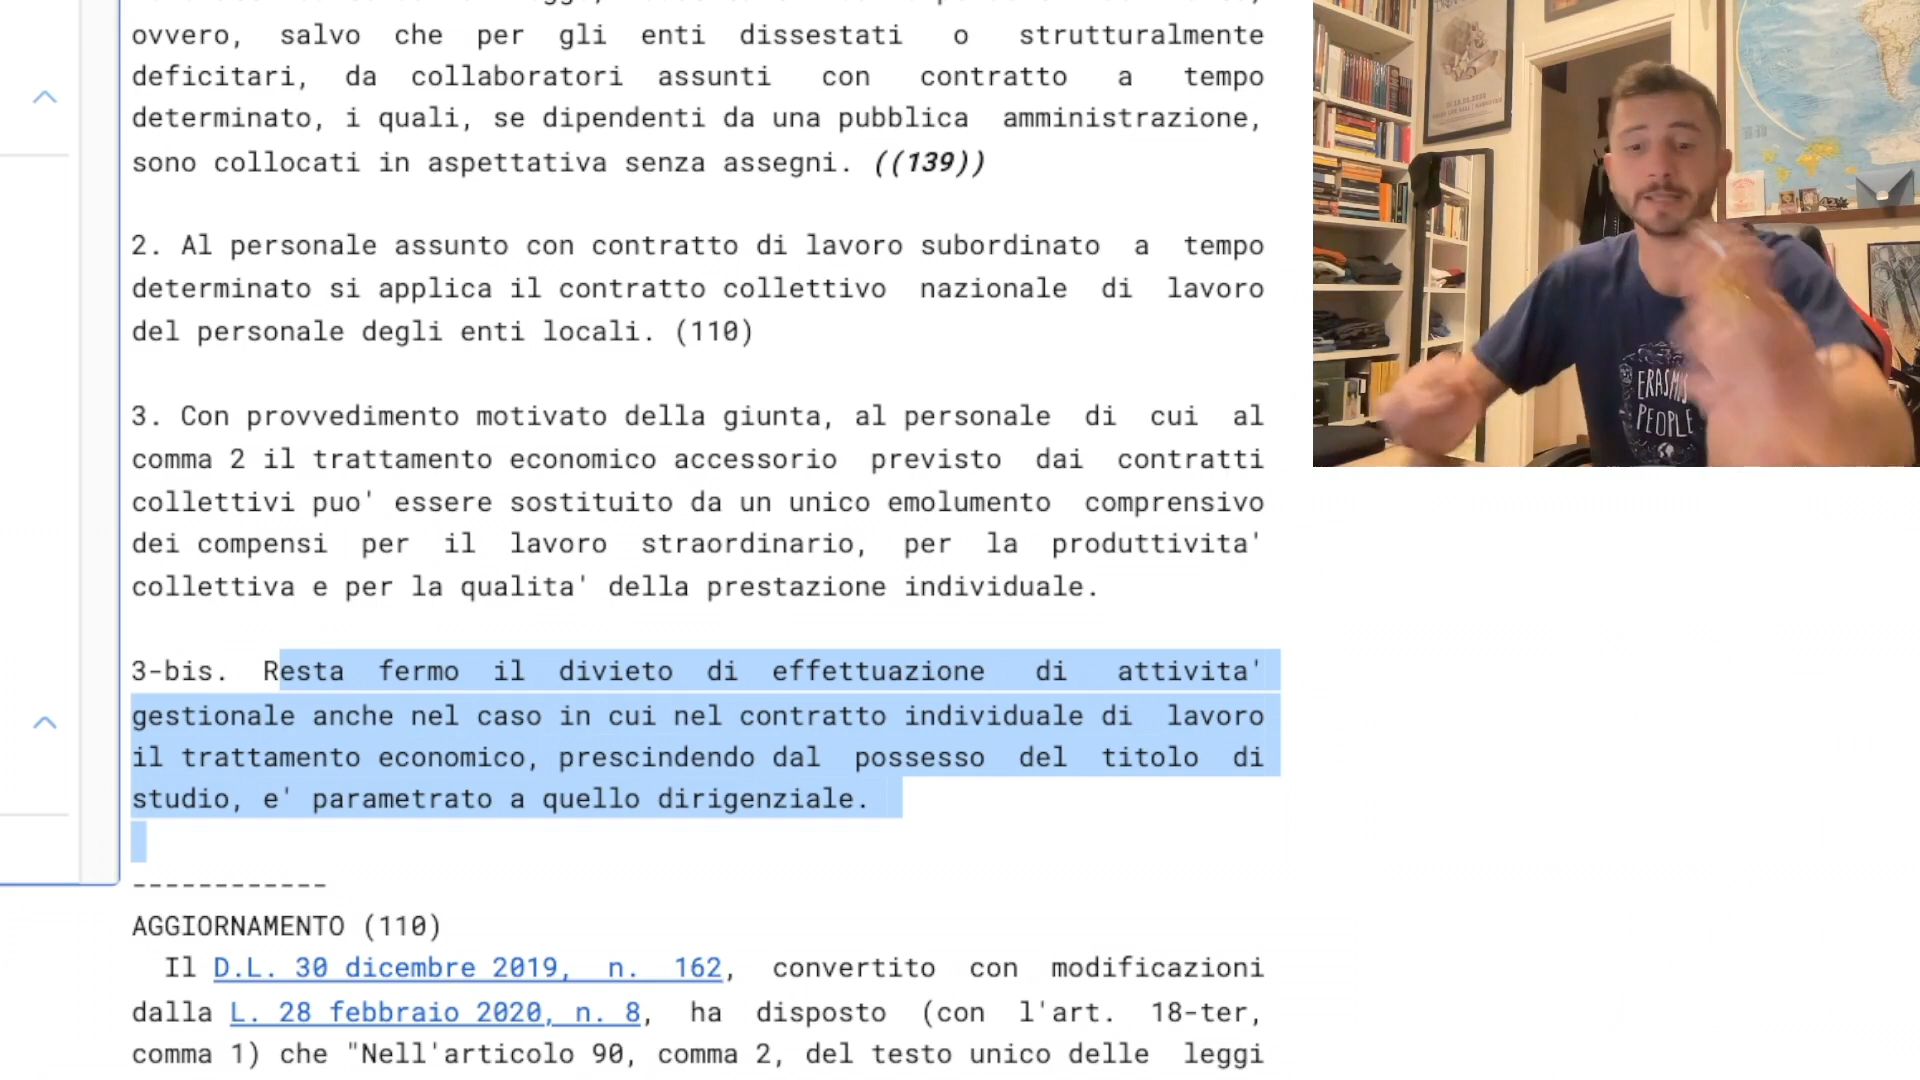 ovvero, salvo che per gli enti dissestati o strutturalmente
deficitari, da collaboratori assunti con contratto a tempo
determinato, i quali, se dipendenti da una pubblica amministrazione,
sono collocati in aspettativa senza assegni. ((139))
2. Al personale assunto con contratto di lavoro subordinato a tempo
determinato si applica il contratto collettivo nazionale di lavoro
del personale degli enti locali. (110)
3. Con provvedimento motivato della giunta, al personale di cui al
comma 2 il trattamento economico accessorio previsto dai contratti
collettivi puo' essere sostituito da un unico emolumento comprensivo
dei compensi per il lavoro straordinario, per la produttivita'
collettiva e per la qualita' della prestazione individuale.
3-bis. Resta fermo il divieto di effettuazione di attivita'
gestionale anche nel caso in cui nel contratto individuale di lavoro
il trattamento economico, prescindendo dal possesso del titolo di
studio, e' parametrato a quello dirigenziale.
------------
AGGIORNAMENTO (110)
Il D.L. 30 dicembre 2019, n. 162, convertito con modificazioni
dalla L. 28 febbraio 2020, n. 8, ha disposto (con l'art. 18-ter,
comma 1) che "Nell'articolo 90, comma 2, del testo unico delle leggi
ERASMUS
PEOPLE